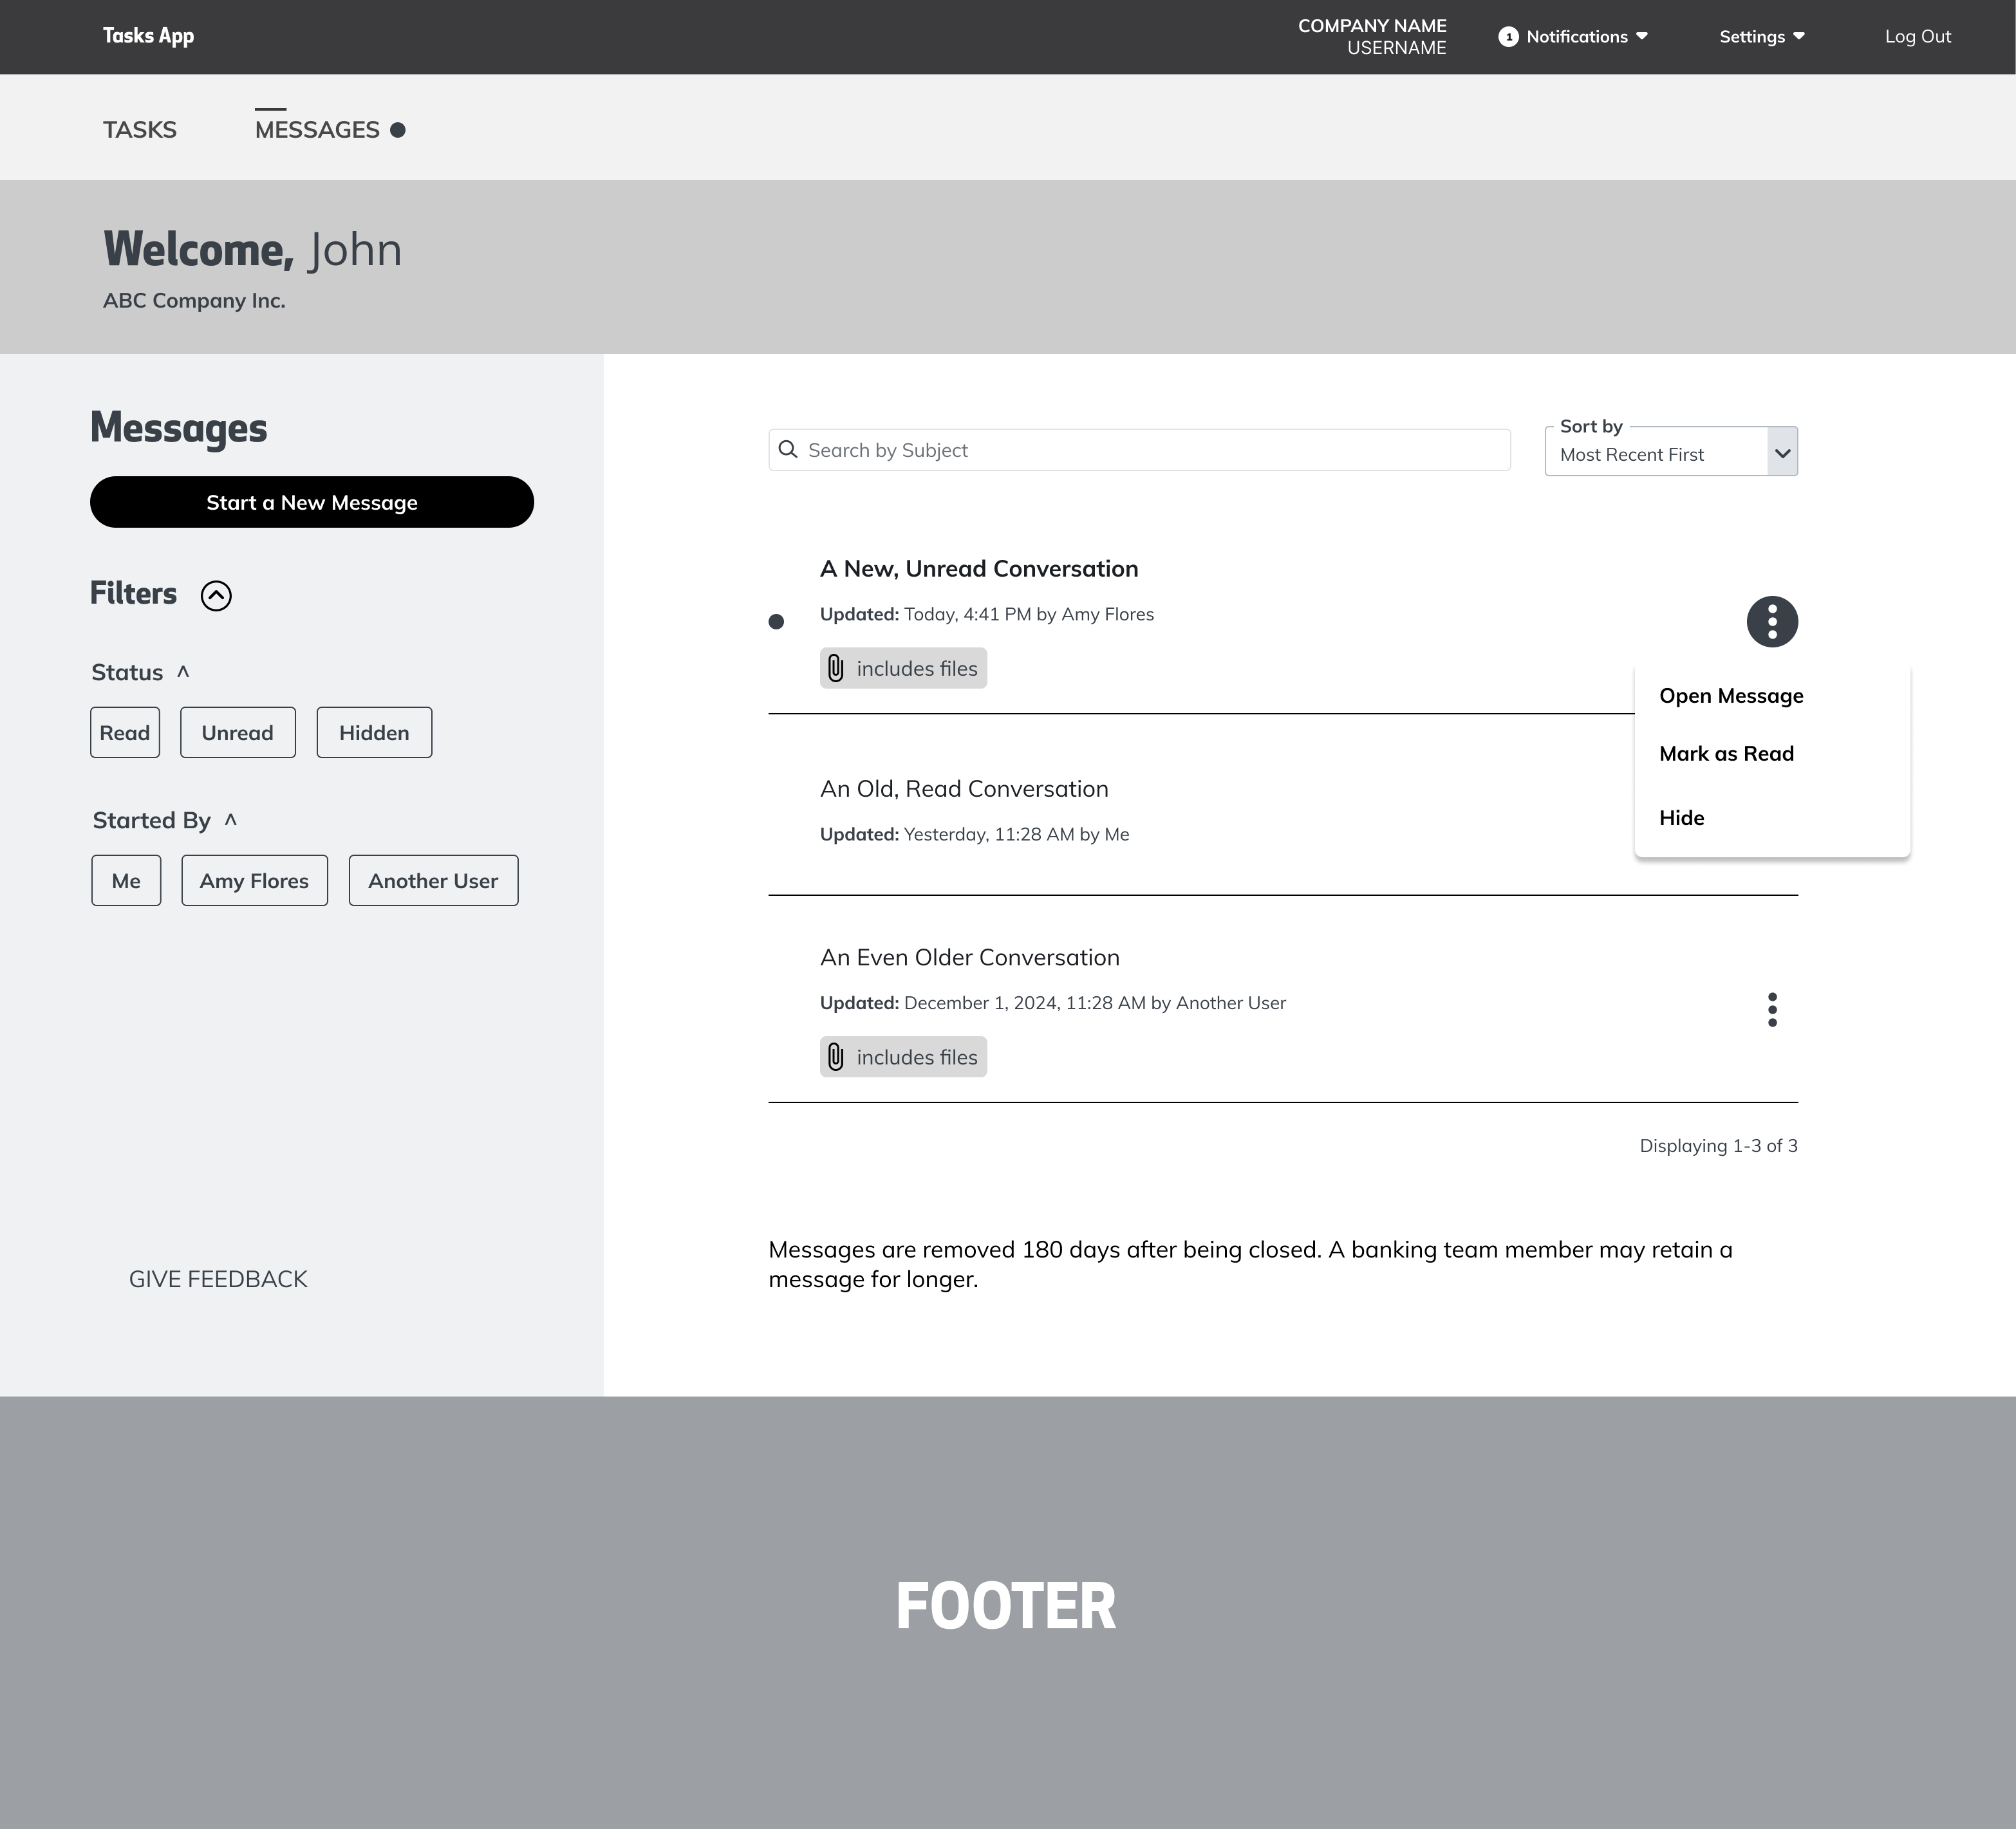 Tasks App
COMPANY NAME
USERNAME
1 Notifications
Settings
Log Out
TASKS
MESSAGES
Welcome, John
ABC Company Inc.
Messages
Start a New Message
Filters
Status ^
Read
Unread
Hidden
Started By ^
Me
Amy Flores
Another User
GIVE FEEDBACK
Search by Subject
Sort by
Most Recent First
A New, Unread Conversation
Updated: Today, 4:41 PM by Amy Flores
includes files
Open Message
Mark as Read
Hide
An Old, Read Conversation
Updated: Yesterday, 11:28 AM by Me
An Even Older Conversation
Updated: December 1, 2024, 11:28 AM by Another User
includes files
Displaying 1-3 of 3
Messages are removed 180 days after being closed. A banking team member may retain a
message for longer.
FOOTER